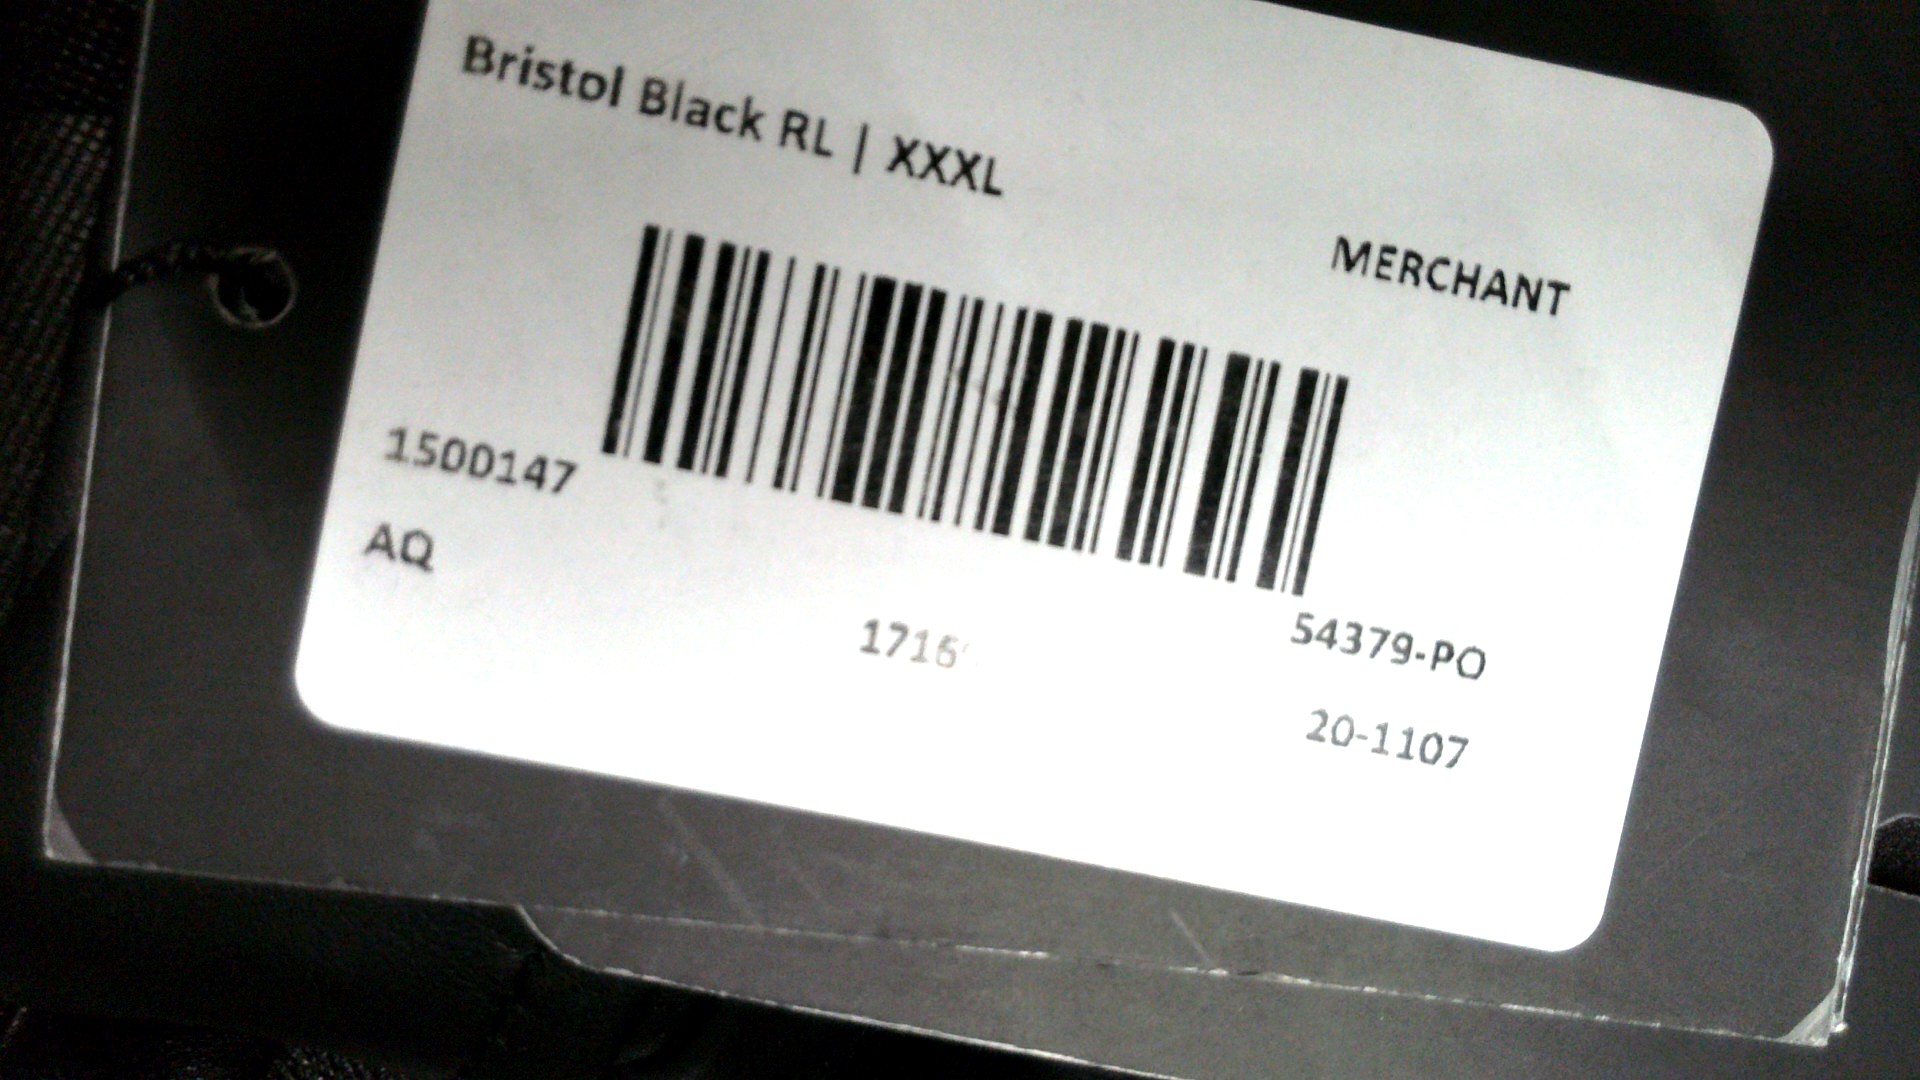 Bristol Black RL | XXXL
MERCHANT
1500147
AQ
54379-PO
20-1107